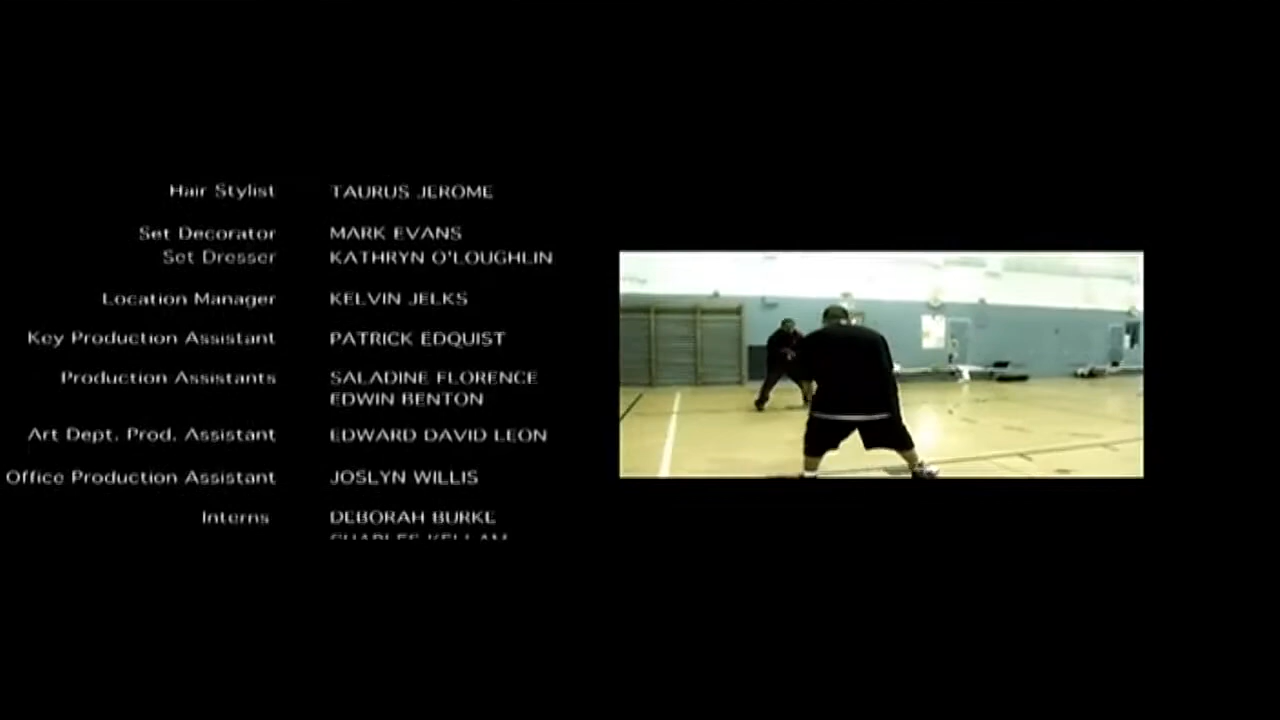 Hair Stylist TAURUS JEROME
Set Decorator MARK EVANS
Set Dresser KATHRYN O'LOUGHLIN
Location Manager KELVIN JELKS
Key Production Assistant PATRICK EDQUIST
Production Assistants SALADINE FLORENCE
EDWIN BENTON
Art Dept. Prod. Assistant EDWARD DAVID LEON
Office Production Assistant JOSLYN WILLIS
Interns DEBORAH BURKE
CHARLES KELLAM